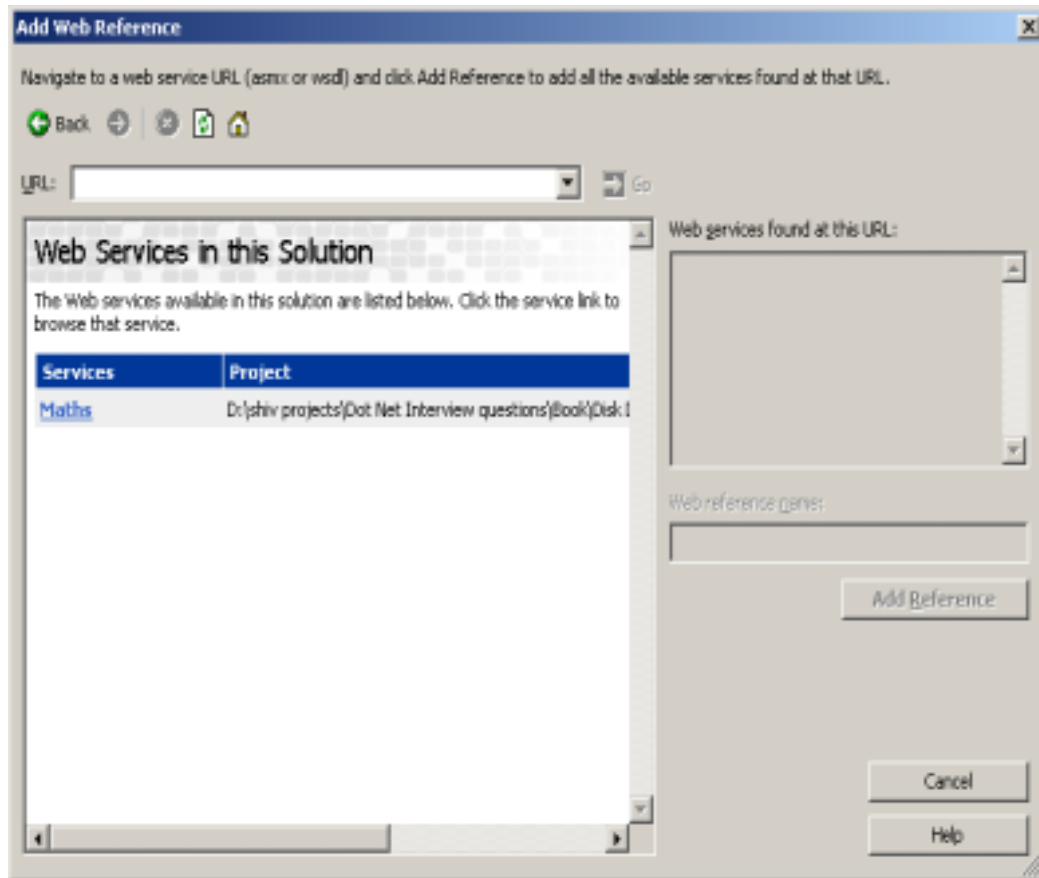 Add Web Reference
Navigate to a web service URL (asmx or wsdl) and click Add Reference to add all the available services found at that URL.
Back
URL:
Go
Web Services in this Solution
The Web services available in this solution are listed below. Click the service link to
browse that service.
Services Project
Maths D:\shiv projects\Dot Net Interview questions\Book\Disk
Web services found at this URL:
Web reference name:
Add Reference
Cancel
Help